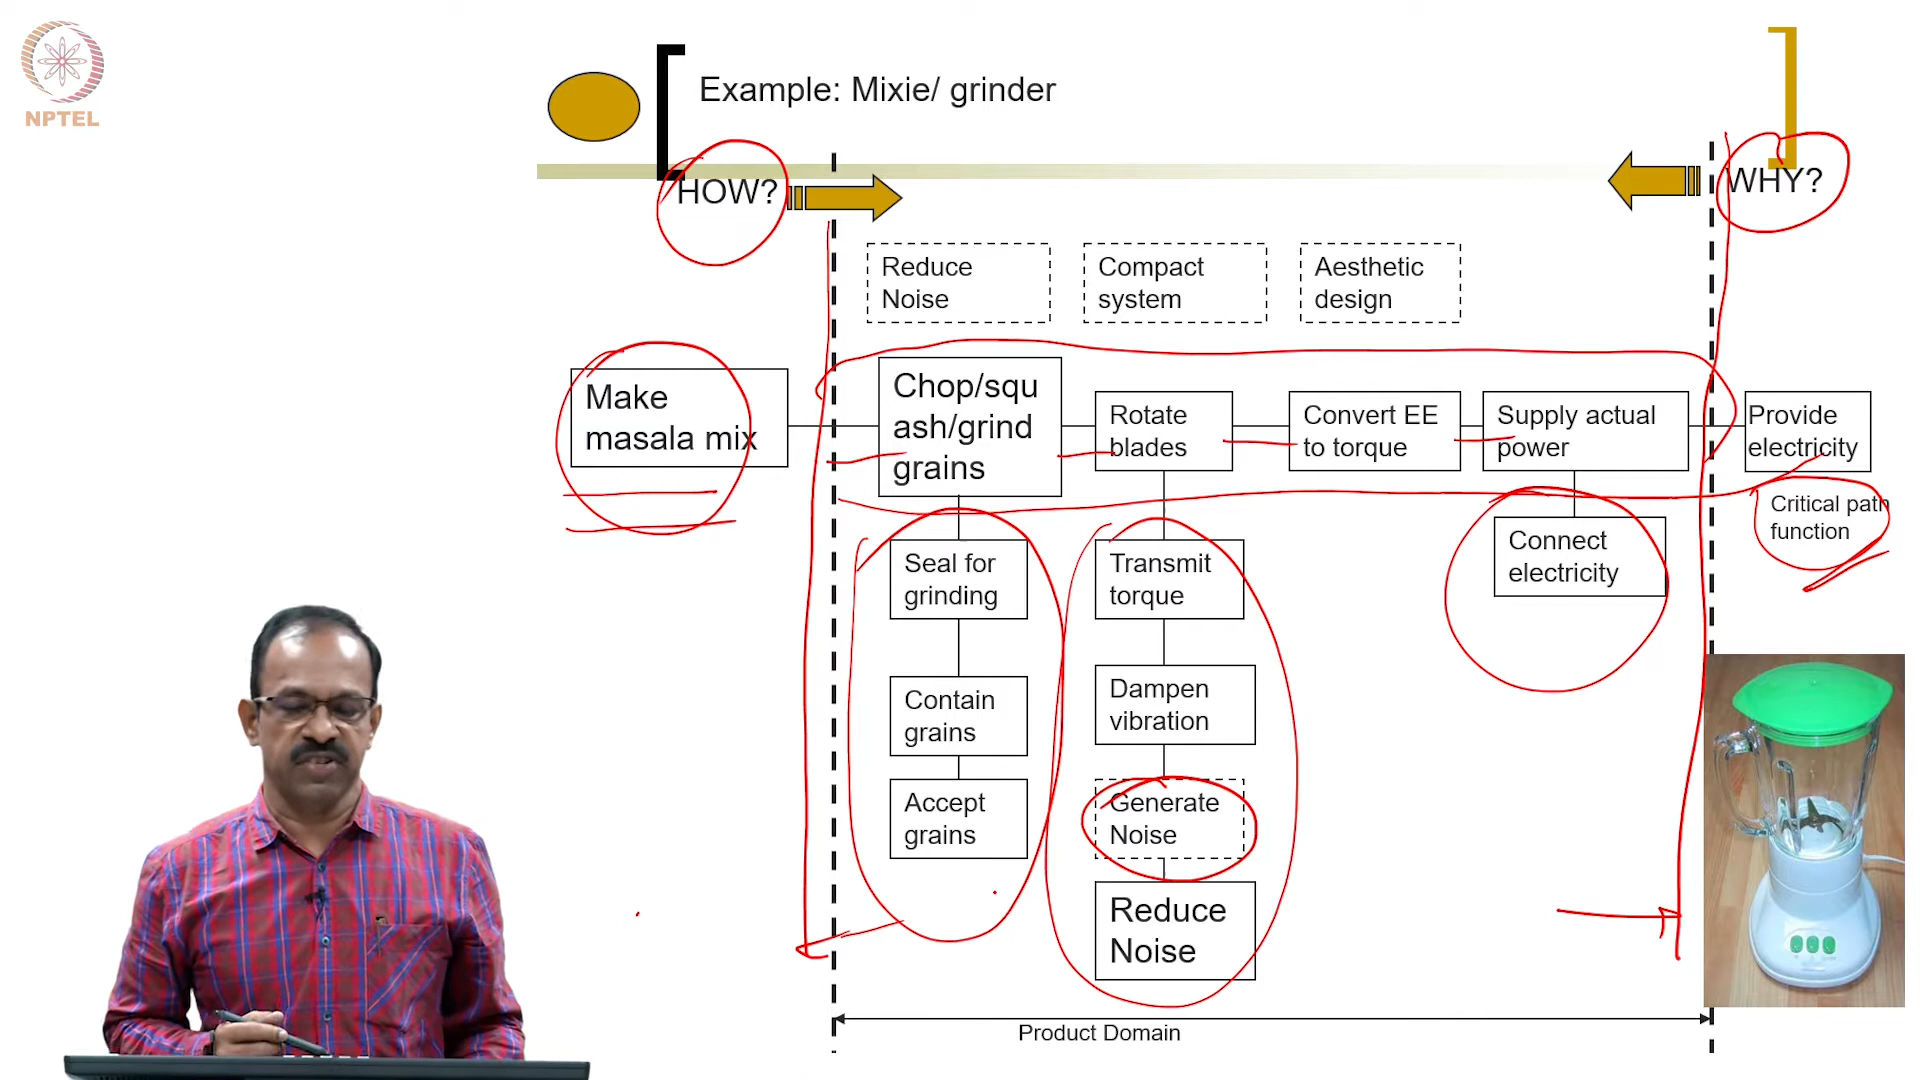 NPTEL
Example: Mixie/ grinder
HOW?
WHY?
Reduce
Noise
Compact
system
Aesthetic
design
Make
masala mix
Chop/squ
ash/grind
grains
Rotate
blades
Convert EE
to torque
Supply actual
power
Provide
electricity
Critical path
function
Connect
electricity
Seal for
grinding
Transmit
torque
Contain
grains
Dampen
vibration
Accept
grains
Generate
Noise
Reduce
Noise
Product Domain